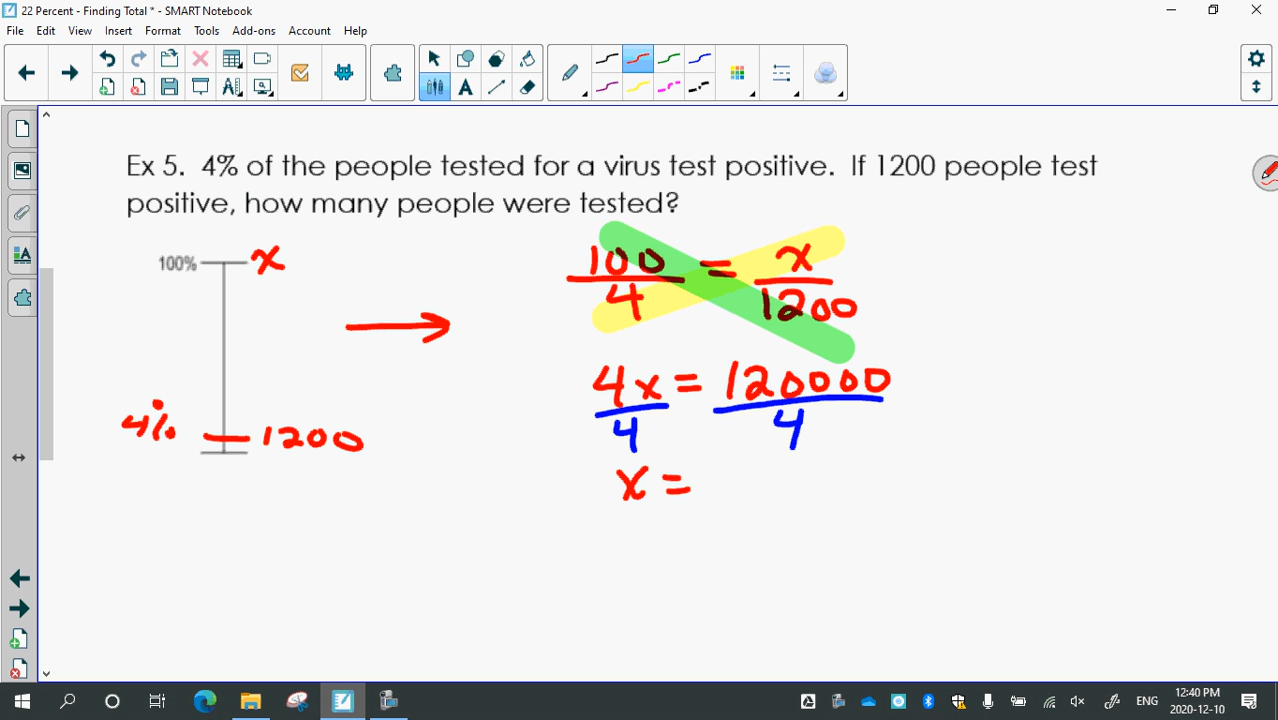 22 Percent - Finding Total * - SMART Notebook
File Edit View Insert Format Tools Add-ons Account Help
Ex 5. 4% of the people tested for a virus test positive. If 1200 people test
positive, how many people were tested?
100% x
4% 1200
100 = x
4 1200
4x = 120000
4 4
x =
ENG
12:40 PM
2020-12-10